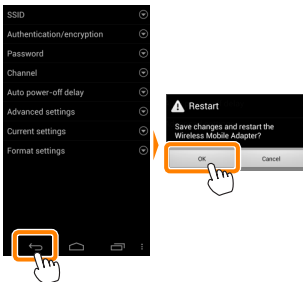 SSID
Authentication/encryption
Password
Channel
Auto power-off delay
Advanced settings
Current settings
Format settings
Restart
Save changes and restart the
Wireless Mobile Adapter?
OK
Cancel